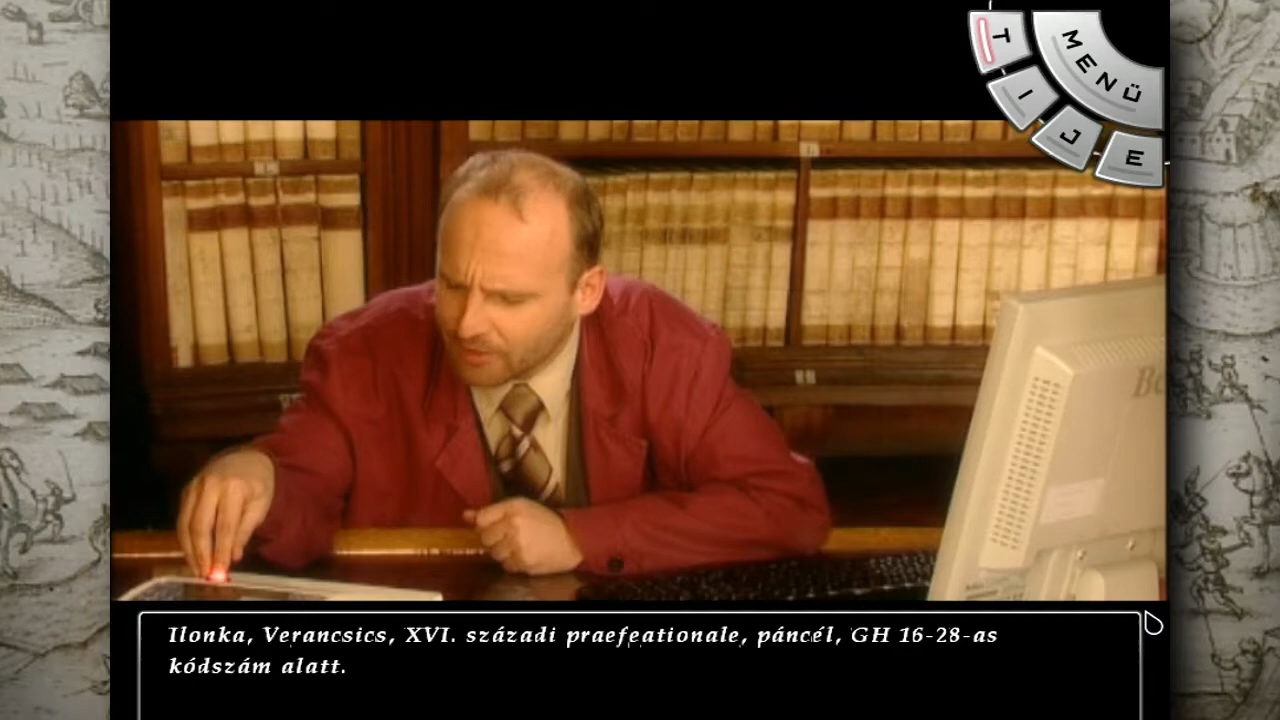 MENÜ
T
I
J
E
Ilonka, Verancsics, XVI. századi praefeationale, páncél, GH 16-28-as
kódszám alatt.